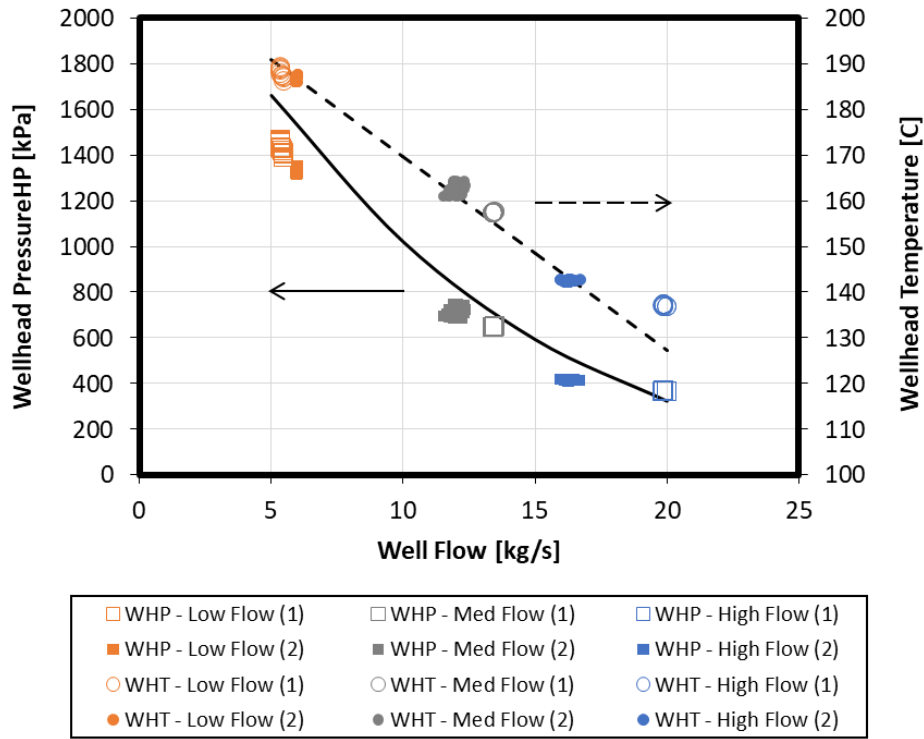 2000
1800
1600
1400
1200
1000
800
600
400
200
0
Wellhead PressureHP [kPa]
200
190
180
170
160
150
140
130
120
110
100
Wellhead Temperature [C]
0 5 10 15 20 25
Well Flow [kg/s]
WHP - Low Flow (1) WHP - Med Flow (1) WHP - High Flow (1)
WHP - Low Flow (2) WHP - Med Flow (2) WHP - High Flow (2)
WHT - Low Flow (1) WHT - Med Flow (1) WHT - High Flow (1)
WHT - Low Flow (2) WHT - Med Flow (2) WHT - High Flow (2)